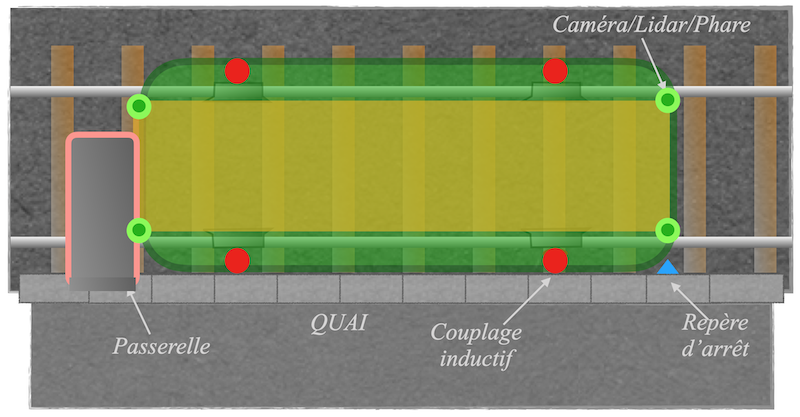 Caméra/Lidar/Phare
QUAI
Passerelle
Couplage
inductif
Repère
d’arrêt